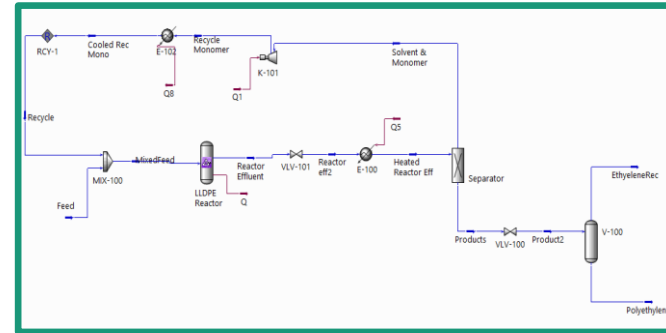 RCY-1
Cooled Rec
Mono
E-102
Recycle
Monomer
K-101
Solvent &
Monomer
Q8
Q1
Recycle
MIX-100
MixedFeed
Feed
LLDPE
Reactor
Reactor
Effluent
Q
VLV-101
Reactor
eff2
E-100
Q5
Heated
Reactor Eff
Separator
Products
VLV-100
Product2
V-100
EthyeleneRec
Polyethylen